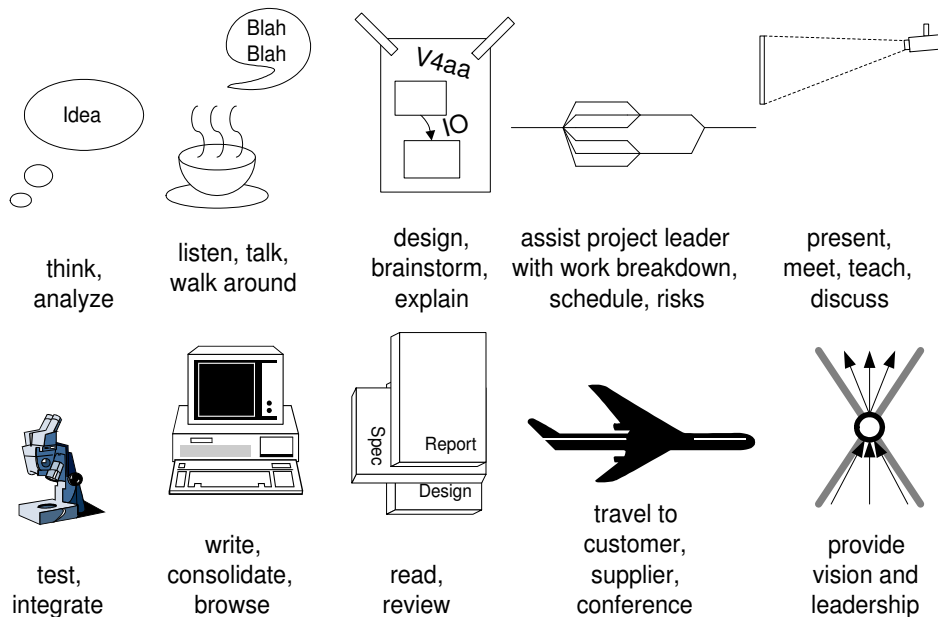 Blah
Blah
Idea
V4aa
IO
think,
analyze
listen, talk,
walk around
design,
brainstorm,
explain
assist project leader
with work breakdown,
schedule, risks
present,
meet, teach,
discuss
Spec
Report
Design
test,
integrate
write,
consolidate,
browse
read,
review
travel to
customer,
supplier,
conference
provide
vision and
leadership